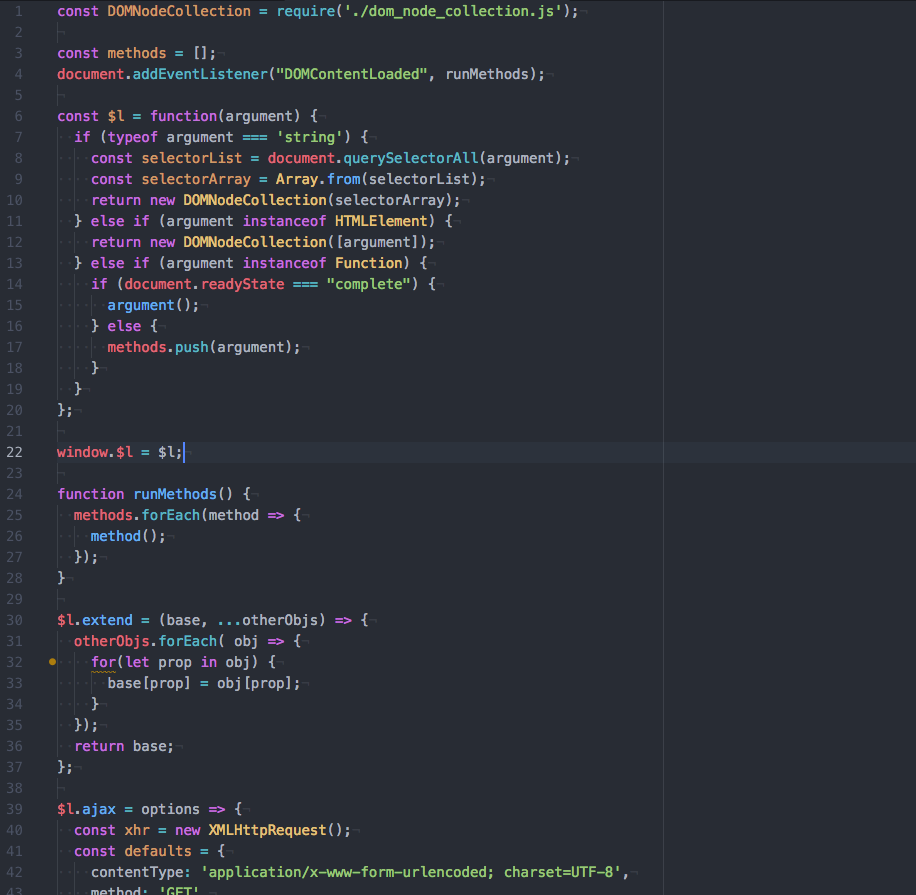 1 const DOMNodeCollection = require('./dom_node_collection.js');
2
3 const methods = [];
4 document.addEventListener("DOMContentLoaded", runMethods);
5
6 const $l = function(argument) {
7   if (typeof argument === 'string') {
8     const selectorList = document.querySelectorAll(argument);
9     const selectorArray = Array.from(selectorList);
10     return new DOMNodeCollection(selectorArray);
11   } else if (argument instanceof HTMLElement) {
12     return new DOMNodeCollection([argument]);
13   } else if (argument instanceof Function) {
14     if (document.readyState === "complete") {
15       argument();
16     } else {
17       methods.push(argument);
18     }
19   }
20 };
21
22 window.$l = $l;
23
24 function runMethods() {
25   methods.forEach(method => {
26     method();
27   });
28 }
29
30 $l.extend = (base, ...otherObjs) => {
31   otherObjs.forEach( obj => {
32     for(let prop in obj) {
33       base[prop] = obj[prop];
34     }
35   });
36   return base;
37 };
38
39 $l.ajax = options => {
40   const xhr = new XMLHttpRequest();
41   const defaults = {
42     contentType: 'application/x-www-form-urlencoded; charset=UTF-8',
43     method: 'GET'